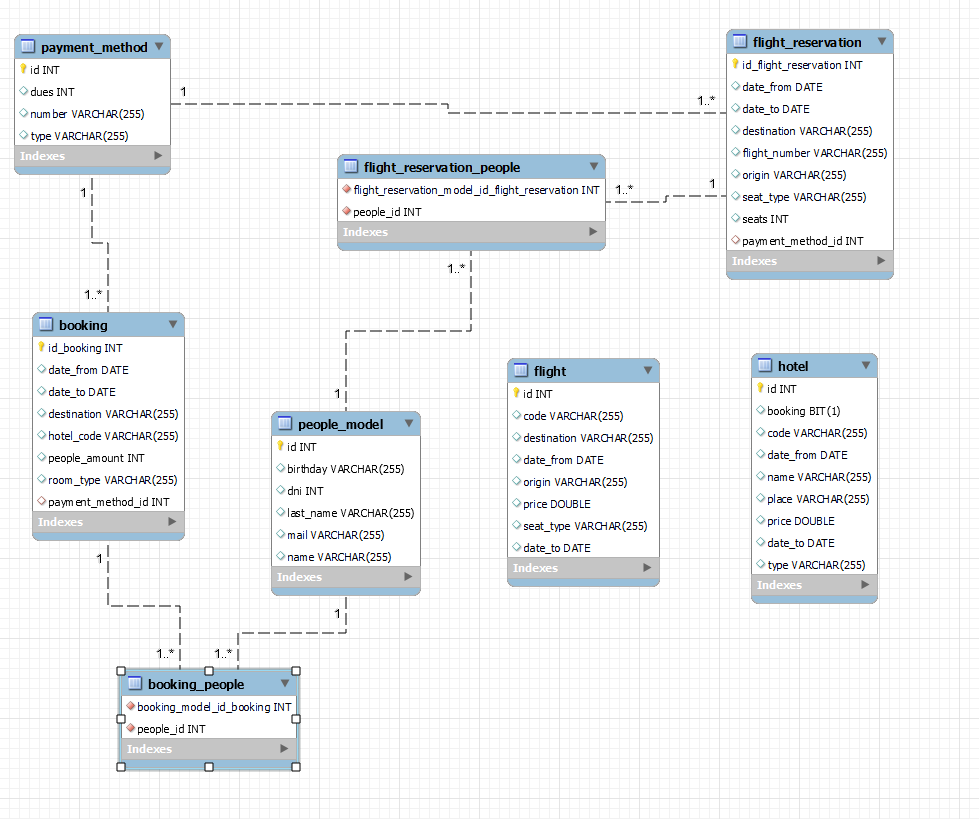 payment_method
id INT
dues INT
number VARCHAR(255)
type VARCHAR(255)
Indexes
1
1..*
flight_reservation
id_flight_reservation INT
date_from DATE
date_to DATE
destination VARCHAR(255)
flight_number VARCHAR(255)
origin VARCHAR(255)
seat_type VARCHAR(255)
seats INT
payment_method_id INT
Indexes
flight_reservation_people
flight_reservation_model_id_flight_reservation INT
people_id INT
Indexes
1..*
1
1
1..*
1..*
1
booking
id_booking INT
date_from DATE
date_to DATE
destination VARCHAR(255)
hotel_code VARCHAR(255)
people_amount INT
room_type VARCHAR(255)
payment_method_id INT
Indexes
people_model
id INT
birthday VARCHAR(255)
dni INT
last_name VARCHAR(255)
mail VARCHAR(255)
name VARCHAR(255)
Indexes
flight
id INT
code VARCHAR(255)
destination VARCHAR(255)
date_from DATE
origin VARCHAR(255)
price DOUBLE
seat_type VARCHAR(255)
date_to DATE
Indexes
hotel
id INT
booking BIT(1)
code VARCHAR(255)
date_from DATE
name VARCHAR(255)
place VARCHAR(255)
price DOUBLE
date_to DATE
type VARCHAR(255)
Indexes
1
1
1..*
1..*
booking_people
booking_model_id_booking INT
people_id INT
Indexes